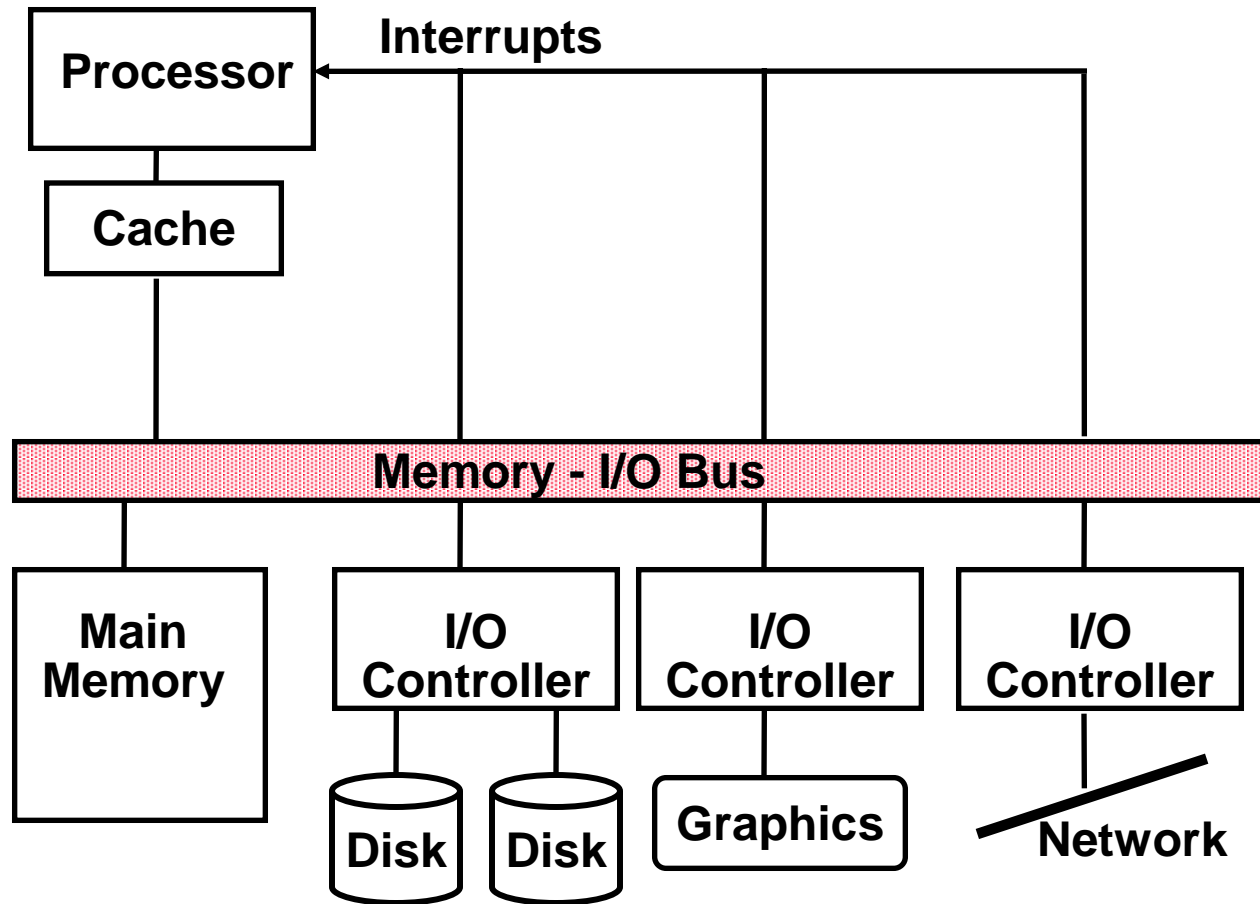 Interrupts
Processor
Cache
Memory - I/O Bus
Main
Memory
I/O
Controller
I/O
Controller
I/O
Controller
Disk
Disk
Graphics
Network